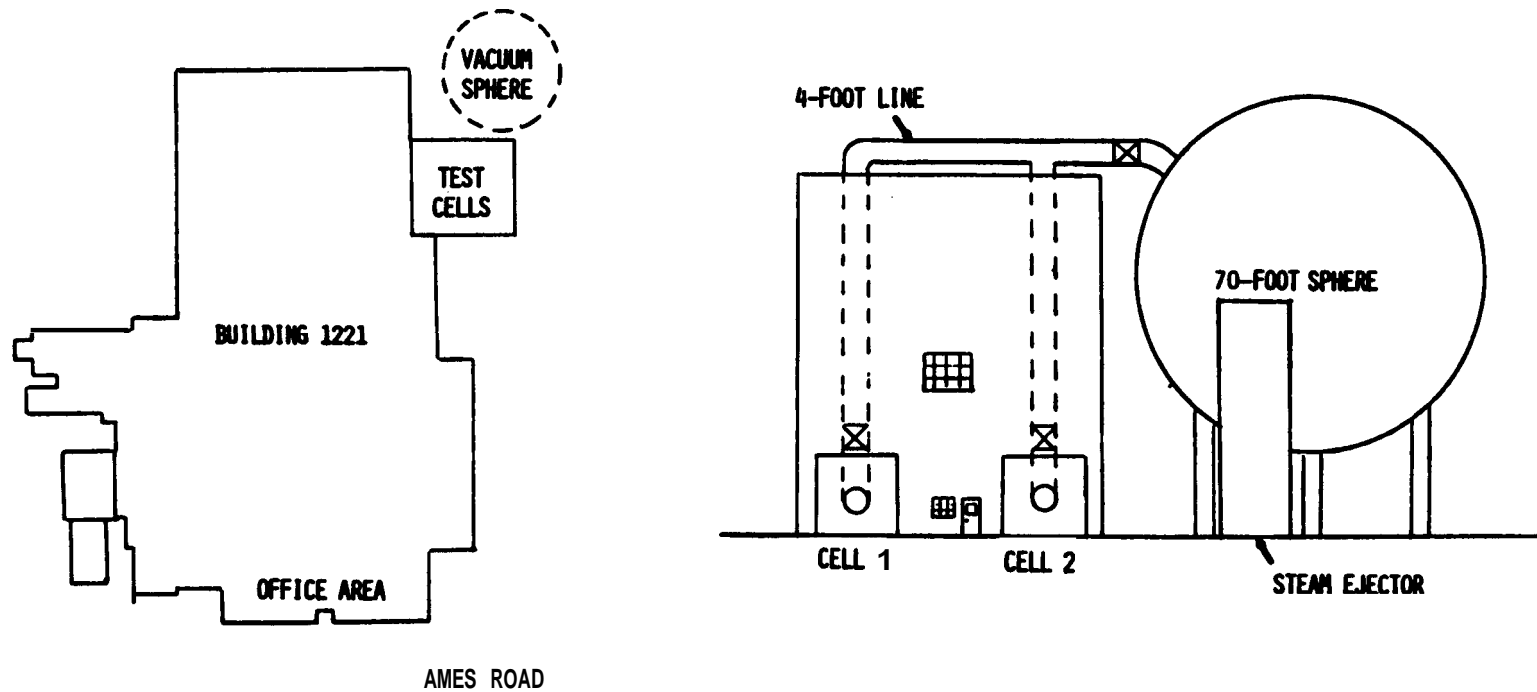 VACUUM
SPHERE
TEST
CELLS
BUILDING 1221
OFFICE AREA
AMES ROAD
4-FOOT LINE
70-FOOT SPHERE
CELL 1
CELL 2
STEAM EJECTOR